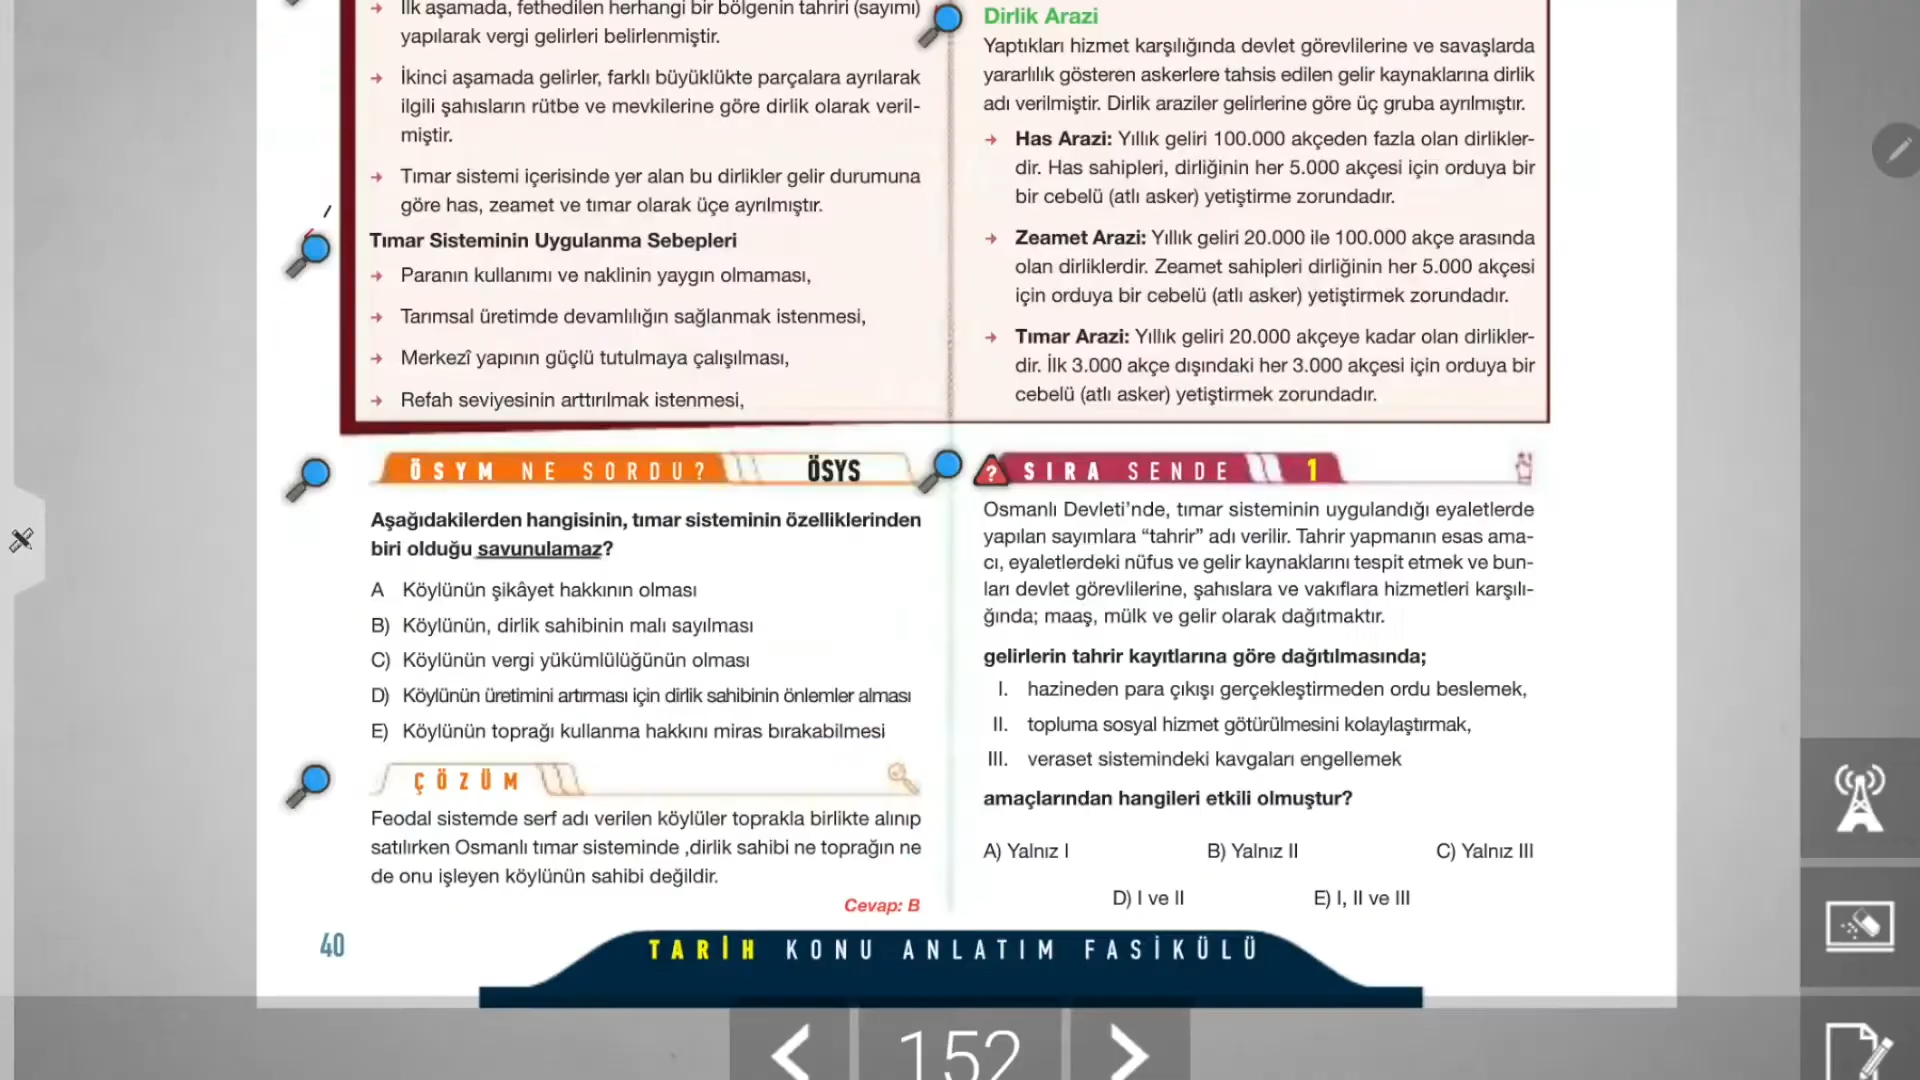 İlk aşamada, fethedilen herhangi bir bölgenin tahriri (sayımı)
yapılarak vergi gelirleri belirlenmiştir.
İkinci aşamada gelirler, farklı büyüklükte parçalara ayrılarak
ilgili şahısların rütbe ve mevkilerine göre dirlik olarak veril-
miştir.
Tımar sistemi içerisinde yer alan bu dirlikler gelir durumuna
göre has, zeamet ve tımar olarak üçe ayrılmıştır.
Tımar Sisteminin Uygulanma Sebepleri
Paranın kullanımı ve naklinin yaygın olmaması,
Tarımsal üretimde devamlılığın sağlanmak istenmesi,
Merkezî yapının güçlü tutulmaya çalışılması,
Refah seviyesinin arttırılmak istenmesi,
Dirlik Arazi
Yaptıkları hizmet karşılığında devlet görevlilerine ve savaşlarda
yararlılık gösteren askerlere tahsis edilen gelir kaynaklarına dirlik
adı verilmiştir. Dirlik araziler gelirlerine göre üç gruba ayrılmıştır.
Has Arazi: Yıllık geliri 100.000 akçeden fazla olan dirlikler-
dir. Has sahipleri, dirliğinin her 5.000 akçesi için orduya bir
bir cebelü (atlı asker) yetiştirme zorundadır.
Zeamet Arazi: Yıllık geliri 20.000 ile 100.000 akçe arasında
olan dirliklerdir. Zeamet sahipleri dirliğinin her 5.000 akçesi
için orduya bir cebelü (atlı asker) yetiştirmek zorundadır.
Tımar Arazi: Yıllık geliri 20.000 akçeye kadar olan dirlikler-
dir. İlk 3.000 akçe dışındaki her 3.000 akçesi için orduya bir
cebelü (atlı asker) yetiştirmek zorundadır.
ÖSYM NE SORDU? ÖSYS
Aşağıdakilerden hangisinin, tımar sisteminin özelliklerinden
biri olduğu savunulamaz?
A Köylünün şikâyet hakkının olması
B) Köylünün, dirlik sahibinin malı sayılması
C) Köylünün vergi yükümlülüğünün olması
D) Köylünün üretimini artırması için dirlik sahibinin önlemler alması
E) Köylünün toprağı kullanma hakkını miras bırakabilmesi
ÇÖZÜM
Feodal sistemde serf adı verilen köylüler toprakla birlikte alınıp
satılırken Osmanlı tımar sisteminde ,dirlik sahibi ne toprağın ne
de onu işleyen köylünün sahibi değildir.
Cevap: B
? SIRA SENDE 1
Osmanlı Devleti’nde, tımar sisteminin uygulandığı eyaletlerde
yapılan sayımlara “tahrir” adı verilir. Tahrir yapmanın esas ama-
cı, eyaletlerdeki nüfus ve gelir kaynaklarını tespit etmek ve bun-
ları devlet görevlilerine, şahıslara ve vakıflara hizmetleri karşılı-
ğında; maaş, mülk ve gelir olarak dağıtmaktır.
gelirlerin tahrir kayıtlarına göre dağıtılmasında;
I. hazineden para çıkışı gerçekleştirmeden ordu beslemek,
II. topluma sosyal hizmet götürülmesini kolaylaştırmak,
III. veraset sistemindeki kavgaları engellemek
amaçlarından hangileri etkili olmuştur?
A) Yalnız I B) Yalnız II C) Yalnız III
D) I ve II E) I, II ve III
40
TARİH KONU ANLATIM FASİKÜLÜ
152